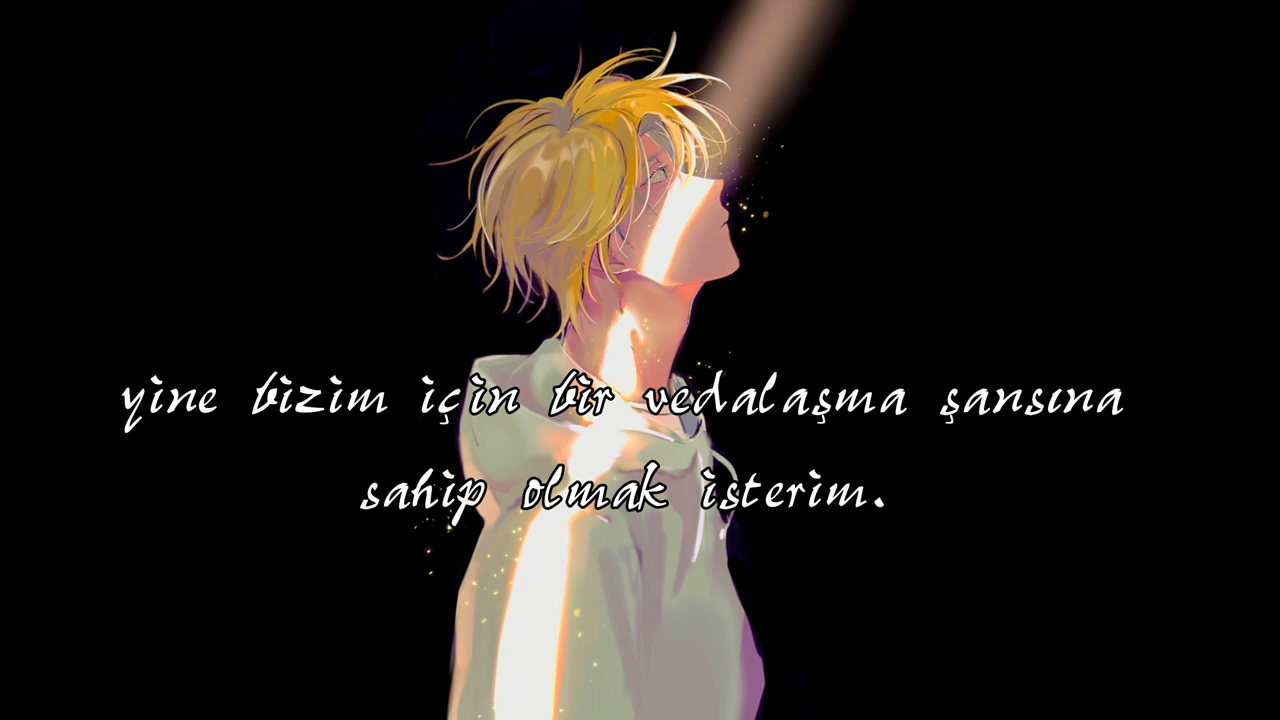 yine bizim için bir vedalaşma şansına
sahip olmak isterim.